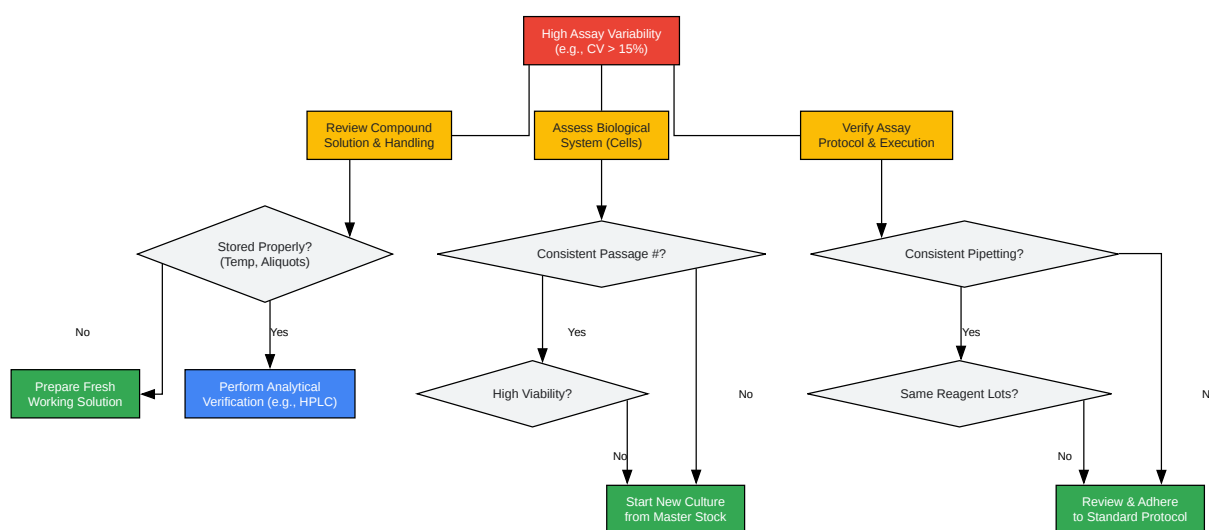 High Assay Variability
(e.g., CV > 15%)
Review Compound
Solution & Handling
Assess Biological
System (Cells)
Verify Assay
Protocol & Execution
Stored Properly?
(Temp, Aliquots)
Consistent Passage #?
Consistent Pipetting?
No
Yes
Yes
Yes
Prepare Fresh
Working Solution
Perform Analytical
Verification (e.g., HPLC)
High Viability?
No
Same Reagent Lots?
No
No
Start New Culture
from Master Stock
Review & Adhere
to Standard Protocol